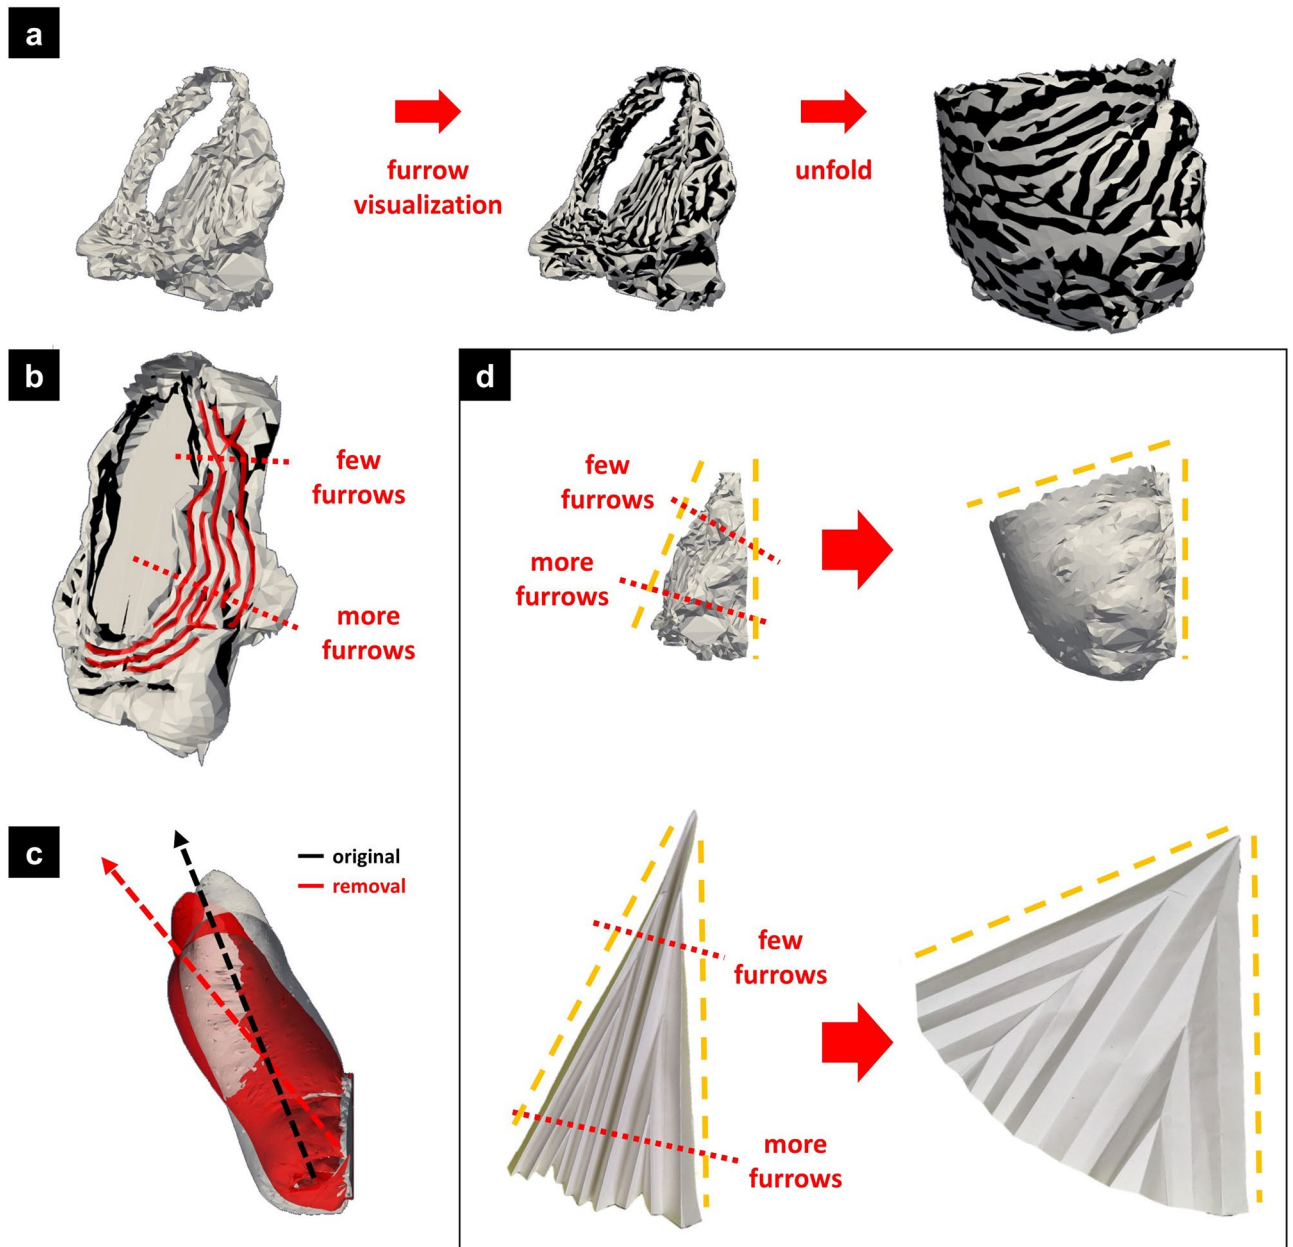 a
furrow
visualization
unfold
b
few
furrows
more
furrows
c
original
removal
d
few
furrows
more
furrows
few
furrows
more
furrows